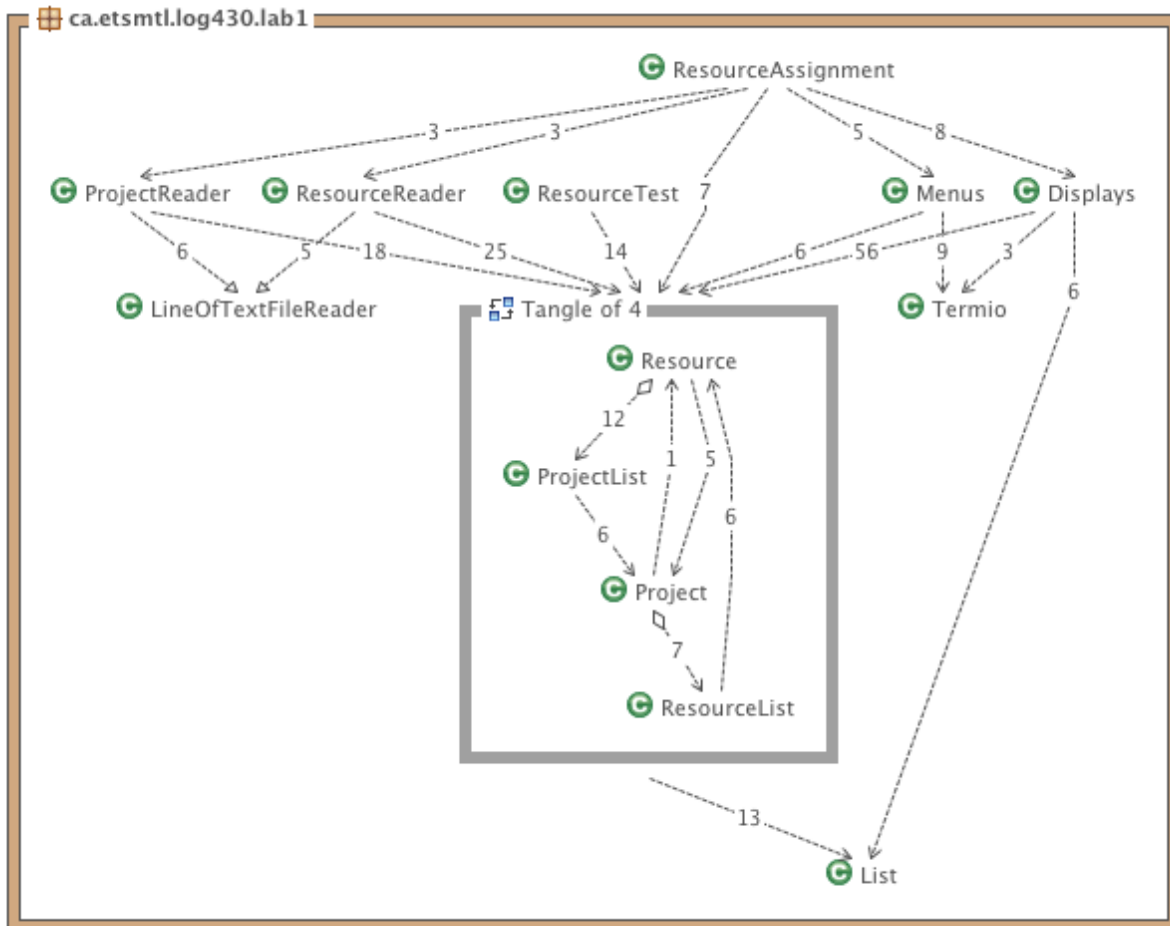 ca.etsmtl.log430.lab1
C ResourceAssignment
3 3 5 8
C ProjectReader C ResourceReader C ResourceTest 7 C Menus C Displays
6 5 18 25 14 6 56 9 3
C LineOfTextFileReader Tangle of 4 C Termio 6
C Resource
12
1 5
C ProjectList
6
6
C Project
7
C ResourceList
13
C List